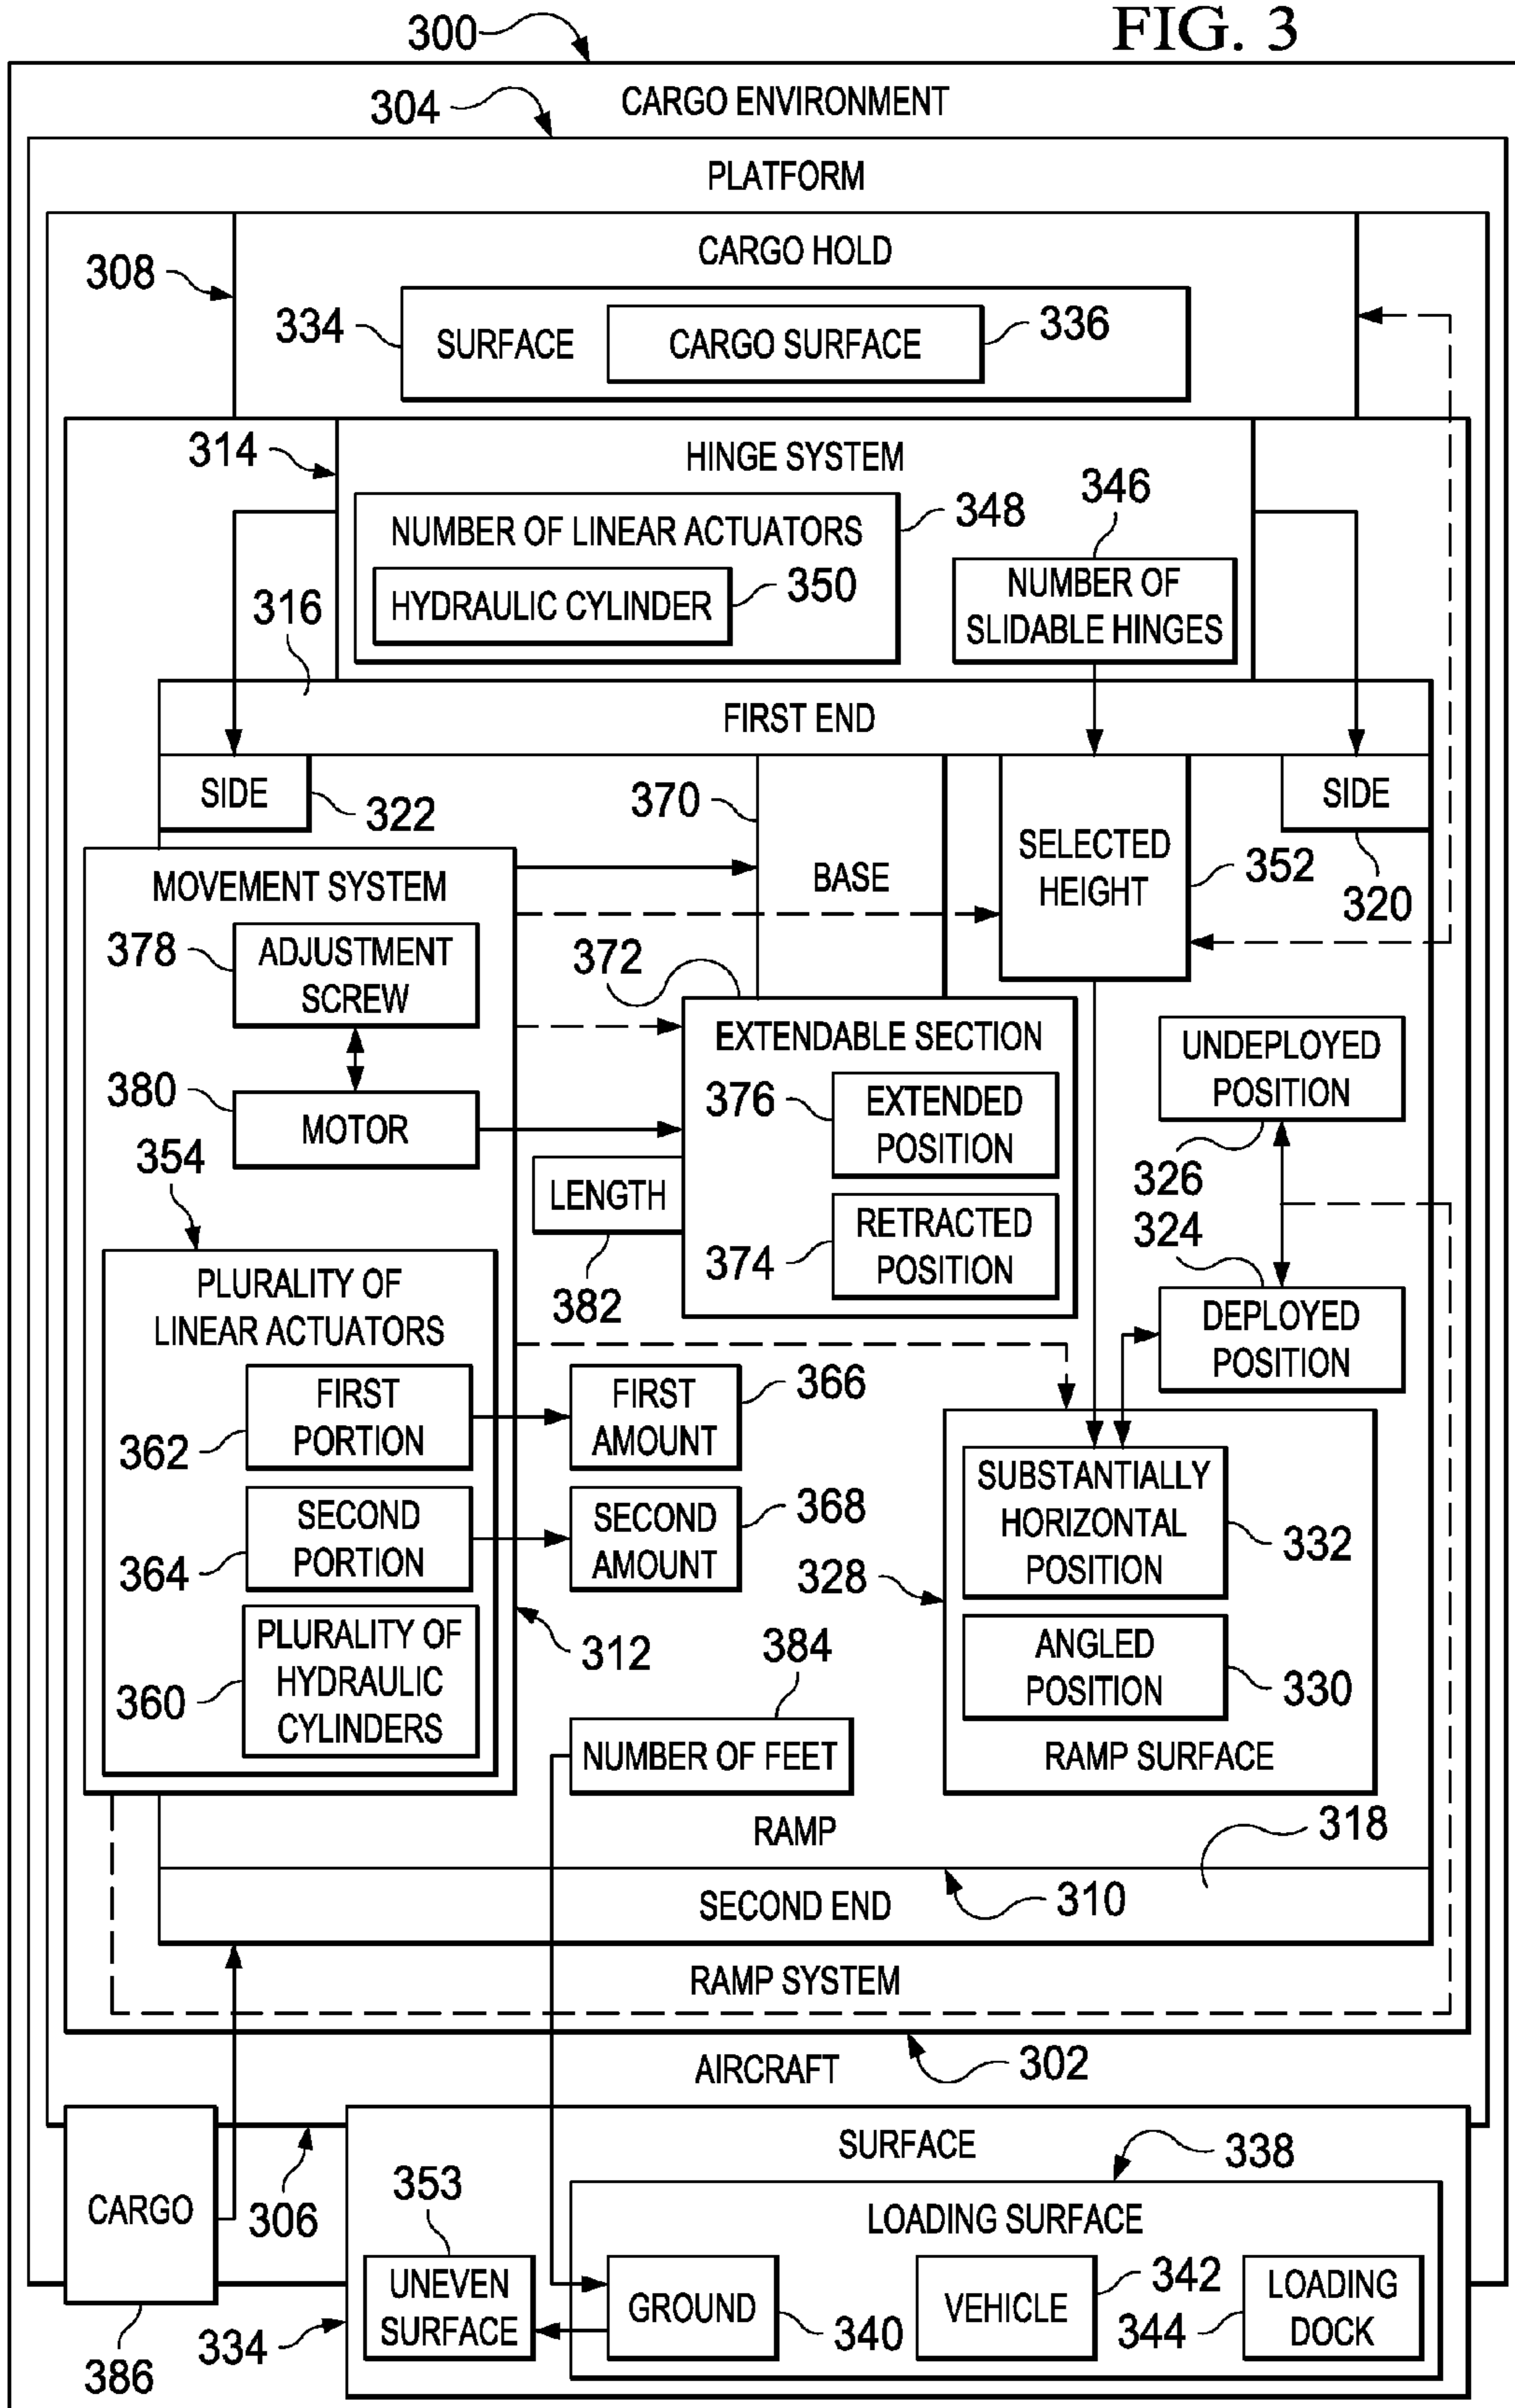 FIG. 3
300
CARGO ENVIRONMENT
304
PLATFORM
308
CARGO HOLD
334
SURFACE
CARGO SURFACE
336
314
HINGE SYSTEM
346
NUMBER OF LINEAR ACTUATORS
348
HYDRAULIC CYLINDER
350
NUMBER OF
SLIDABLE HINGES
316
FIRST END
SIDE
322
370
BASE
SELECTED
HEIGHT
352
SIDE
320
MOVEMENT SYSTEM
378
ADJUSTMENT
SCREW
372
EXTENDABLE SECTION
376
EXTENDED
POSITION
374
RETRACTED
POSITION
380
MOTOR
354
LENGTH
382
UNDEPLOYED
POSITION
326
324
DEPLOYED
POSITION
PLURALITY OF
LINEAR ACTUATORS
362
FIRST
PORTION
FIRST
AMOUNT
366
364
SECOND
PORTION
SECOND
AMOUNT
368
360
PLURALITY OF
HYDRAULIC
CYLINDERS
312
328
SUBSTANTIALLY
HORIZONTAL
POSITION
332
ANGLED
POSITION
330
RAMP SURFACE
384
NUMBER OF FEET
RAMP
318
SECOND END
310
RAMP SYSTEM
AIRCRAFT
302
CARGO
386
306
334
SURFACE
353
UNEVEN
SURFACE
338
LOADING SURFACE
GROUND
340
VEHICLE
342
344
LOADING
DOCK